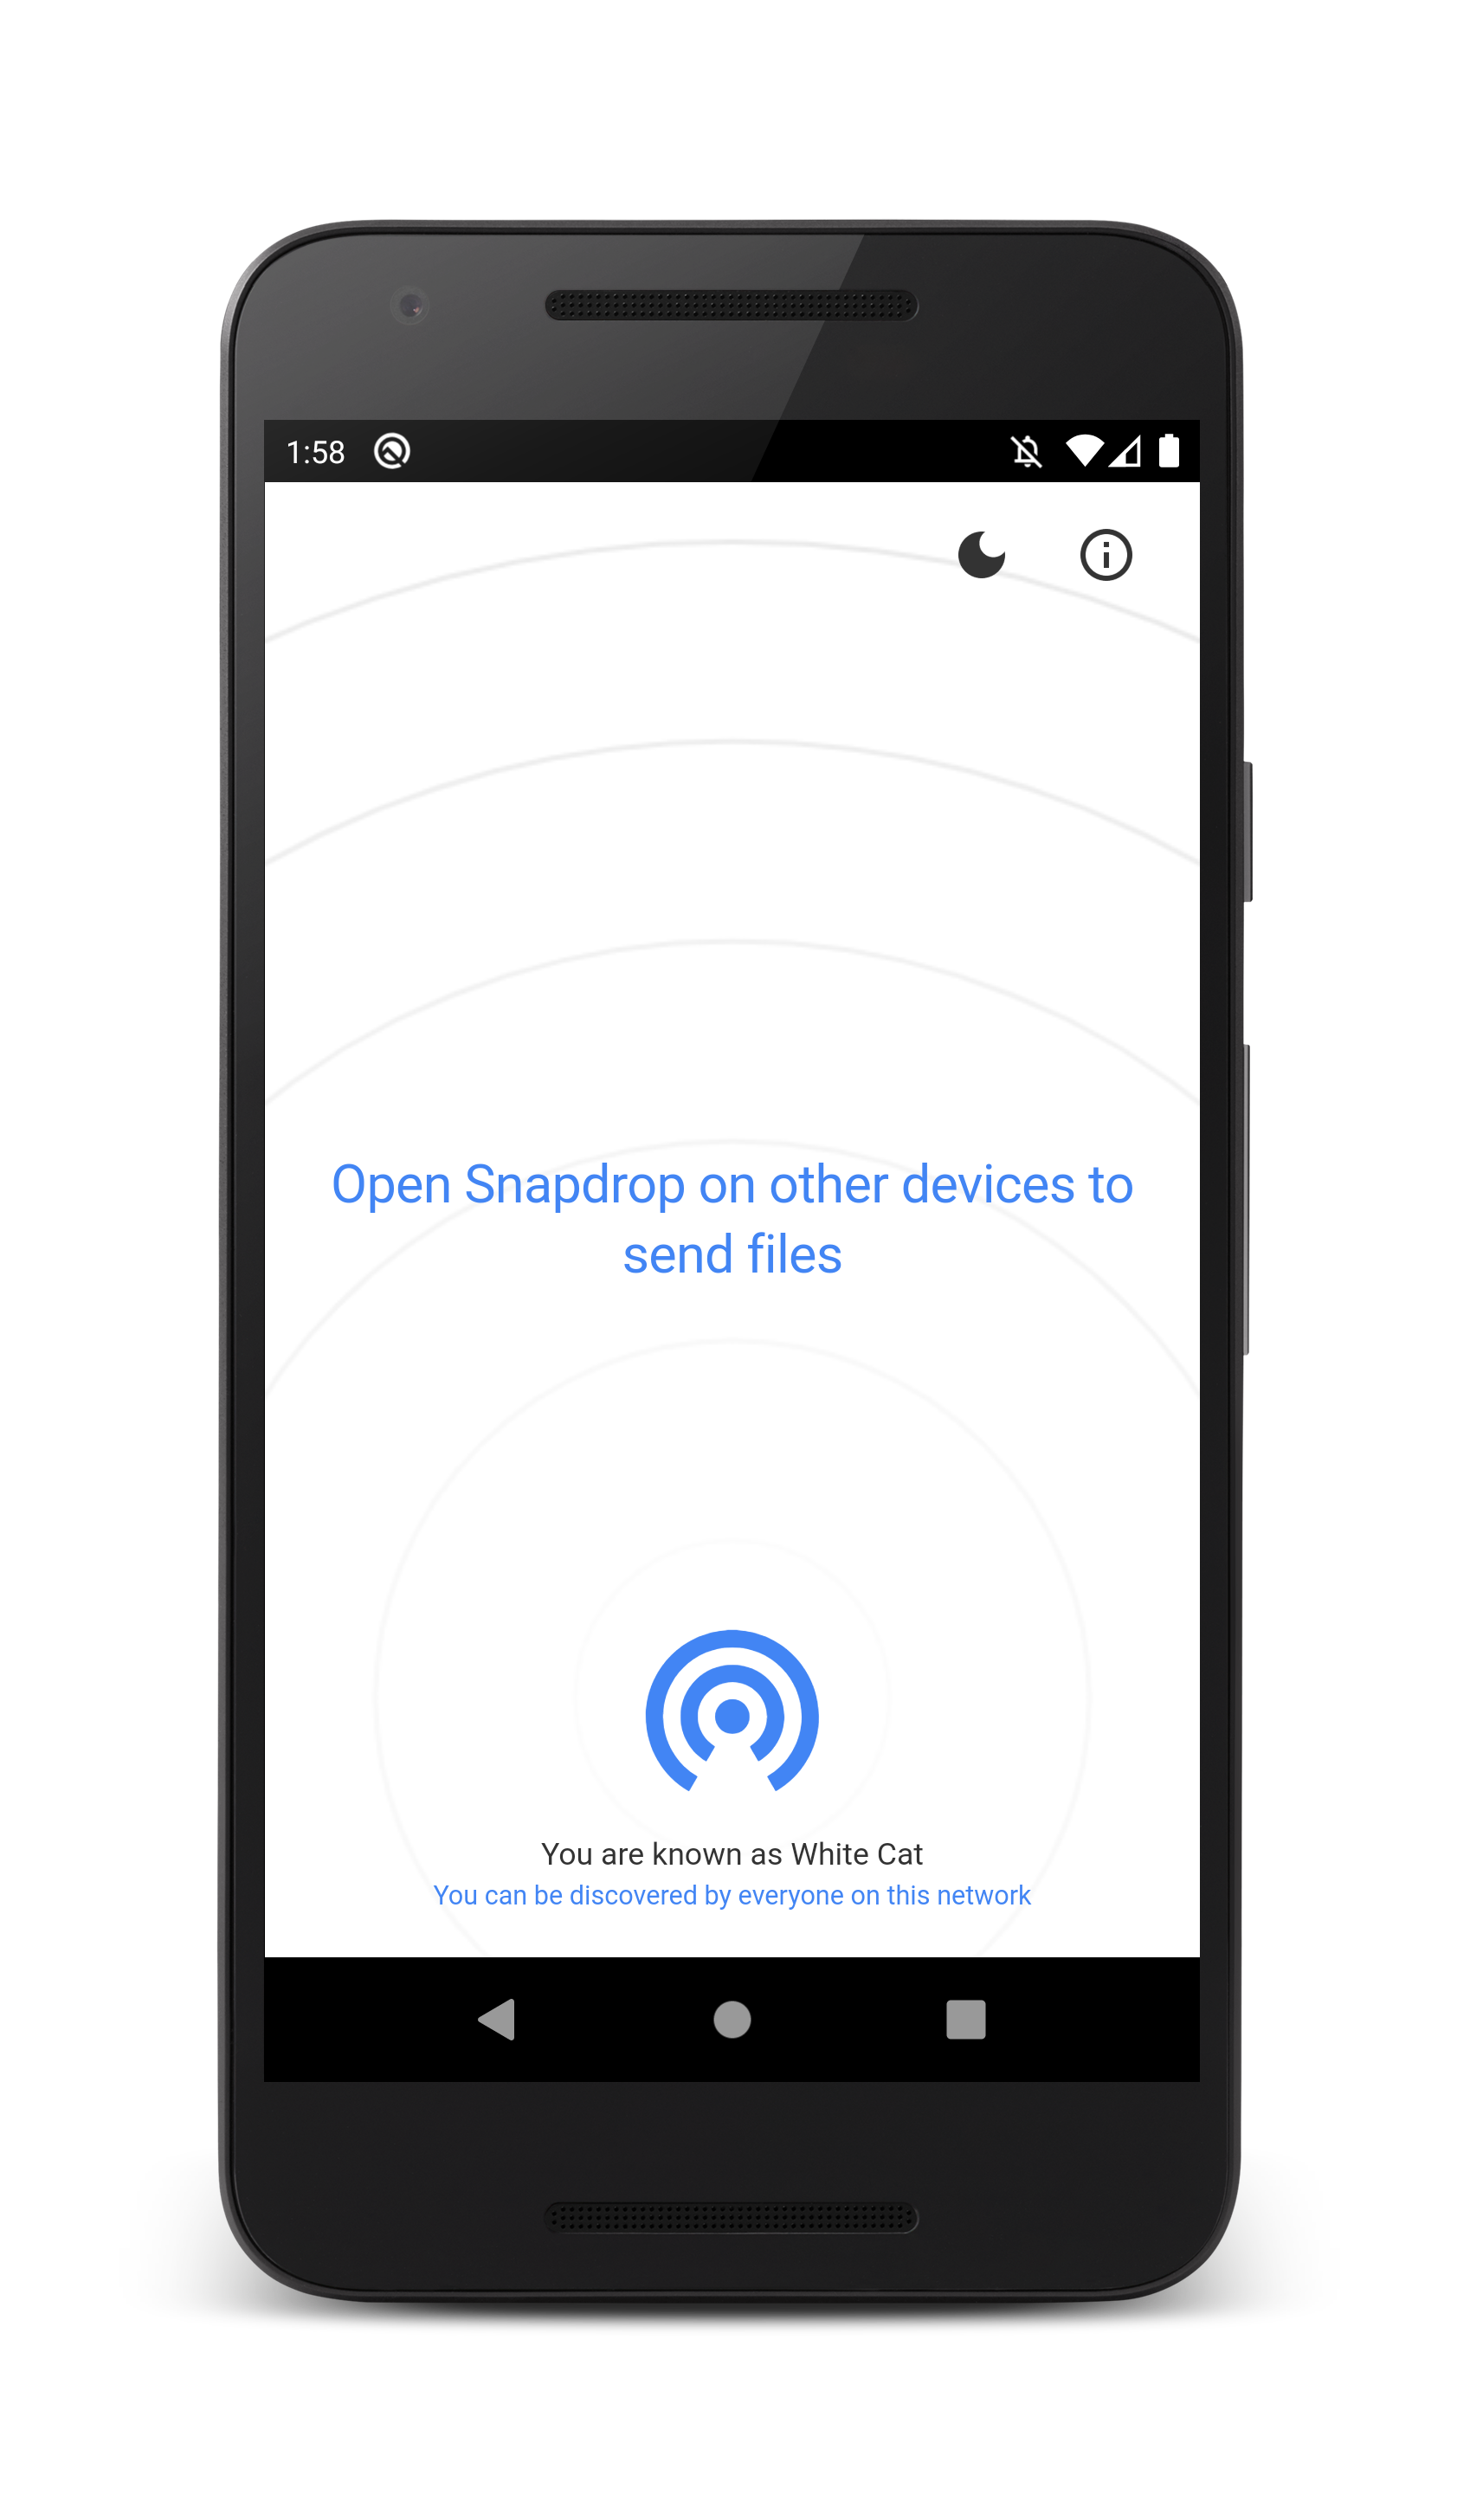 1:58
Open Snapdrop on other devices to
send files
You are known as White Cat
You can be discovered by everyone on this network